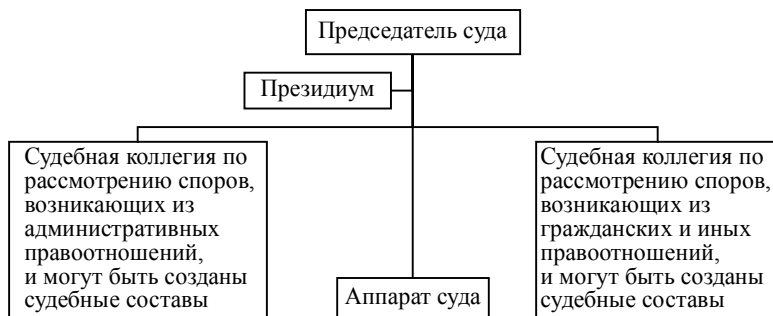 Председатель суда
Президиум
Судебная коллегия по
рассмотрению споров,
возникающих из
административных
правоотношений,
и могут быть созданы
судебные составы
Аппарат суда
Судебная коллегия по
рассмотрению споров,
возникающих из
гражданских и иных
правоотношений,
и могут быть созданы
судебные составы